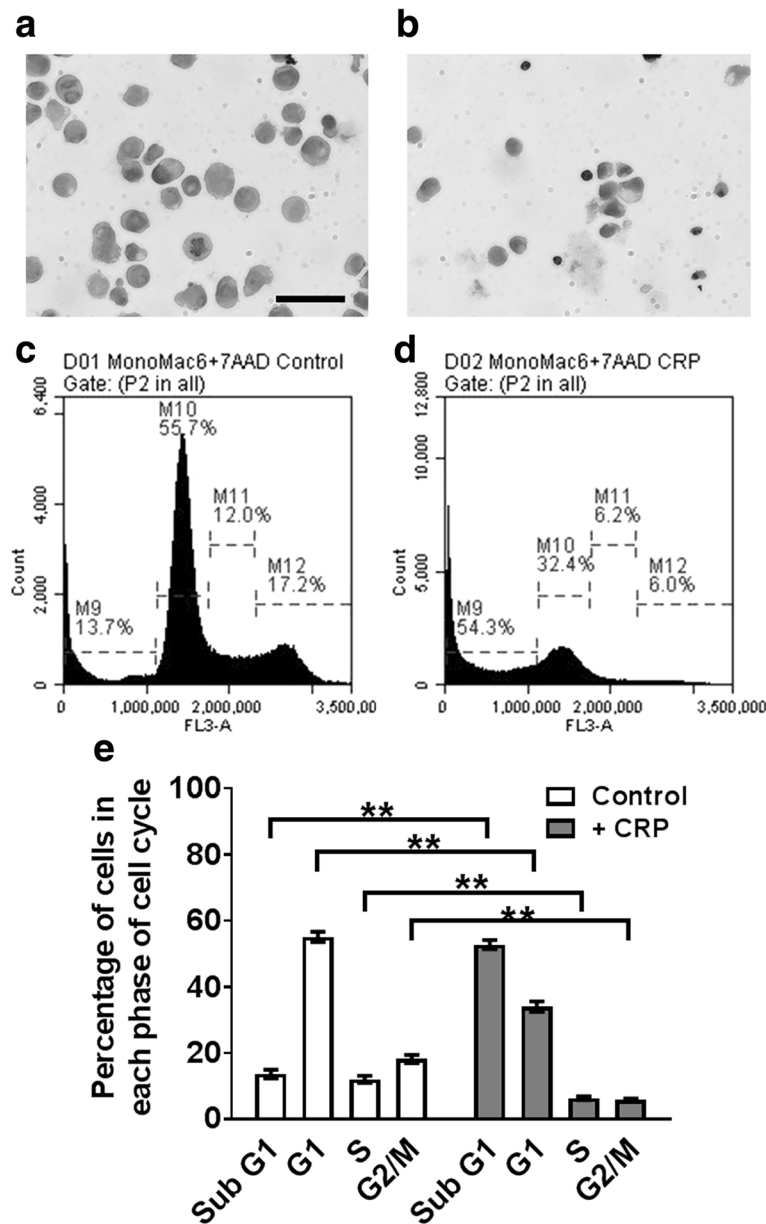 a
b
c
D01 MonoMac6+7AAD Control
Gate: (P2 in all)
6,400
4,000
2,000
0
Count
M10
55.7%
M11
12.0%
M12
17.2%
M9
13.7%
0
1,000,000
2,000,000
3,500,00
FL3-A
d
D02 MonoMac6+7AAD CRP
Gate: (P2 in all)
12,800
10,000
5,000
0
Count
M11
6.2%
M10
32.4%
M12
6.0%
M9
54.3%
0
1,000,000
2,000,000
3,500,000
FL3-A
e
Percentage of cells in
each phase of cell cycle
100
80
60
40
20
0
**
**
**
**
Control
+ CRP
Sub G1
G1
S
G2/M
Sub G1
G1
S
G2/M